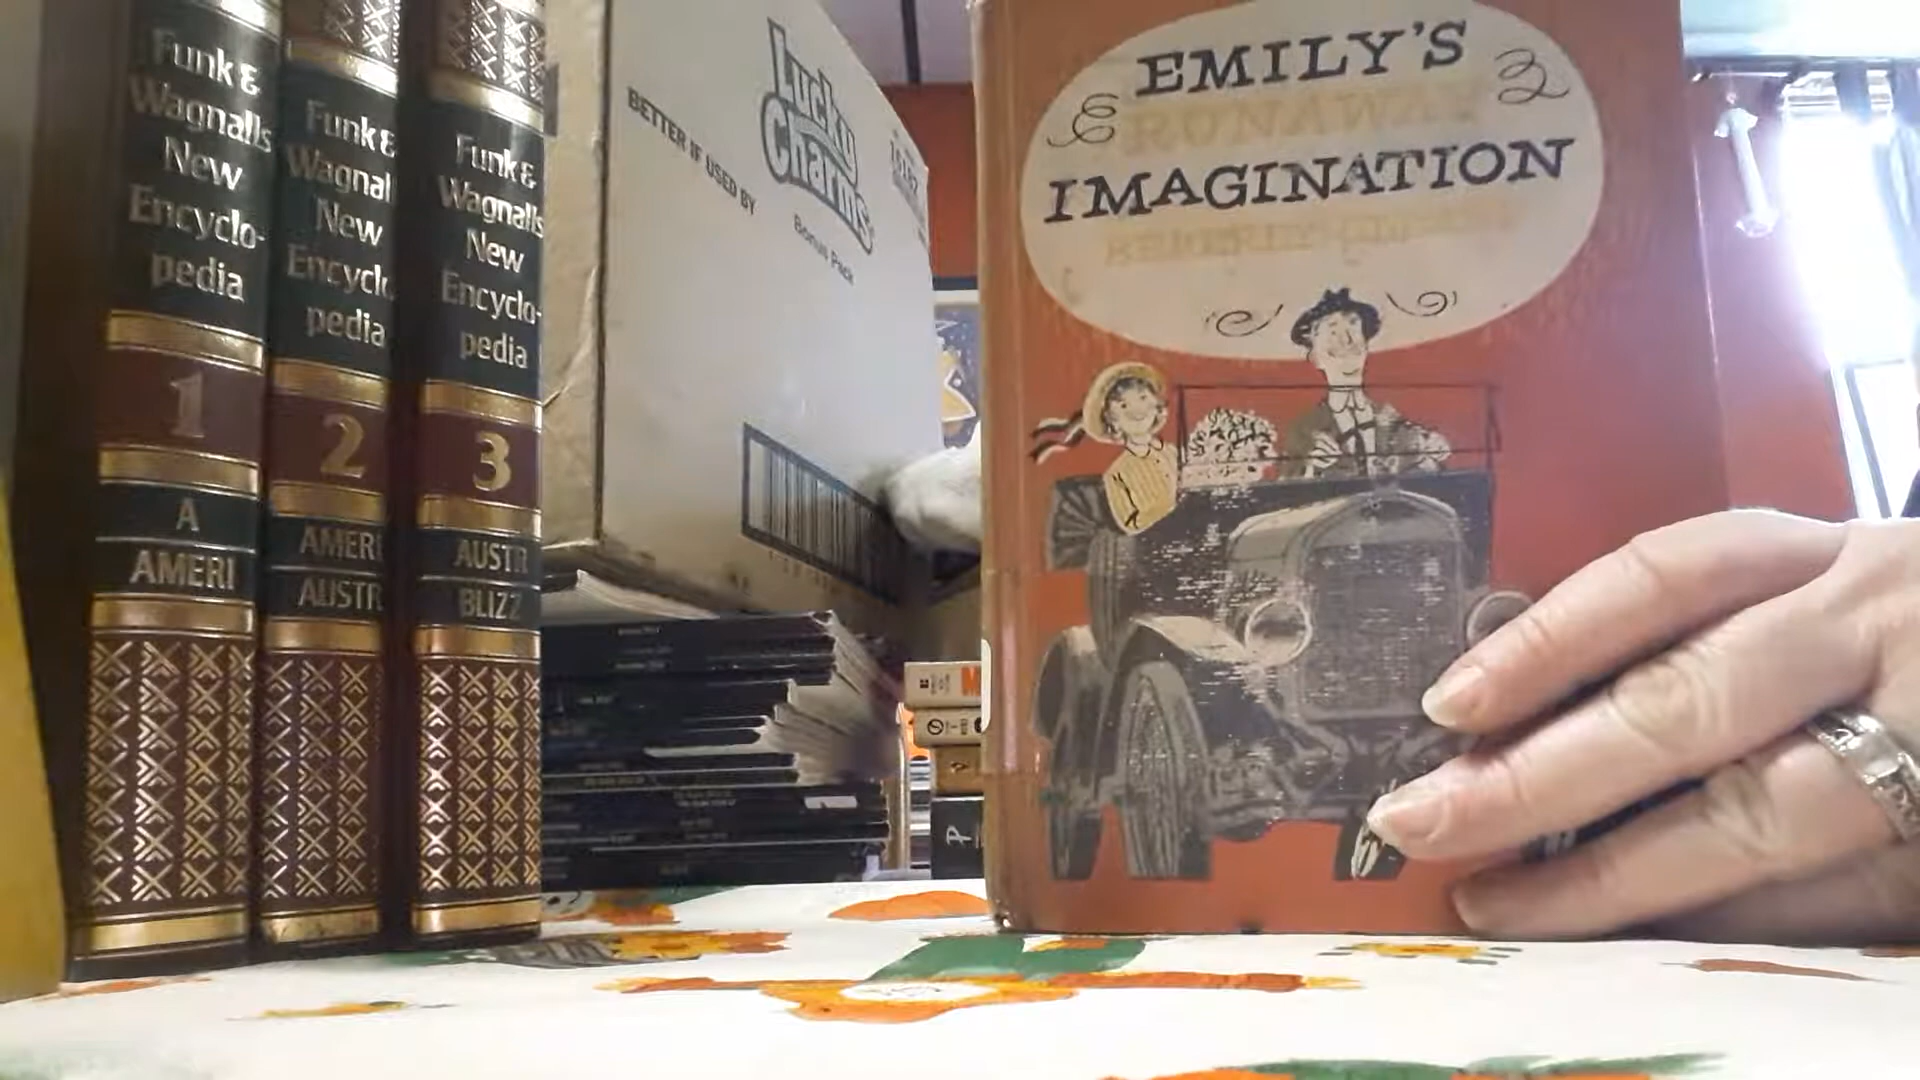 Funk &
Wagnalls
New
Encyclo-
pedia
1
A
AMERI
Funk &
Wagnal
New
Encyclo
pedia
2
AMERI
AUSTR
Funk &
Wagnalls
New
Encyclo-
pedia
3
AUSTR
BLIZZ
Lucky
Charms
BETTER IF USED BY
Bonus Pack
EMILY'S
RUNAWAY
IMAGINATION
P